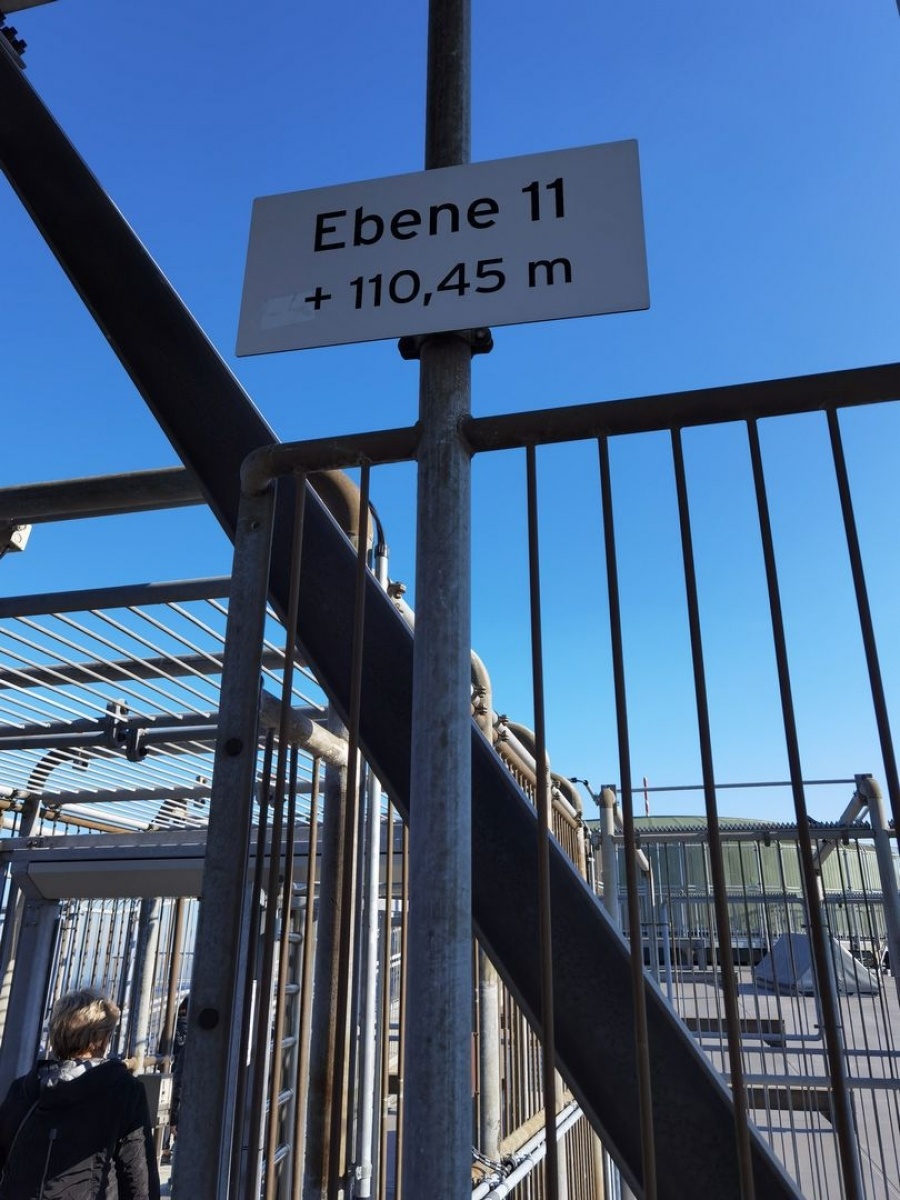 Ebene 11
+ 110,45 m